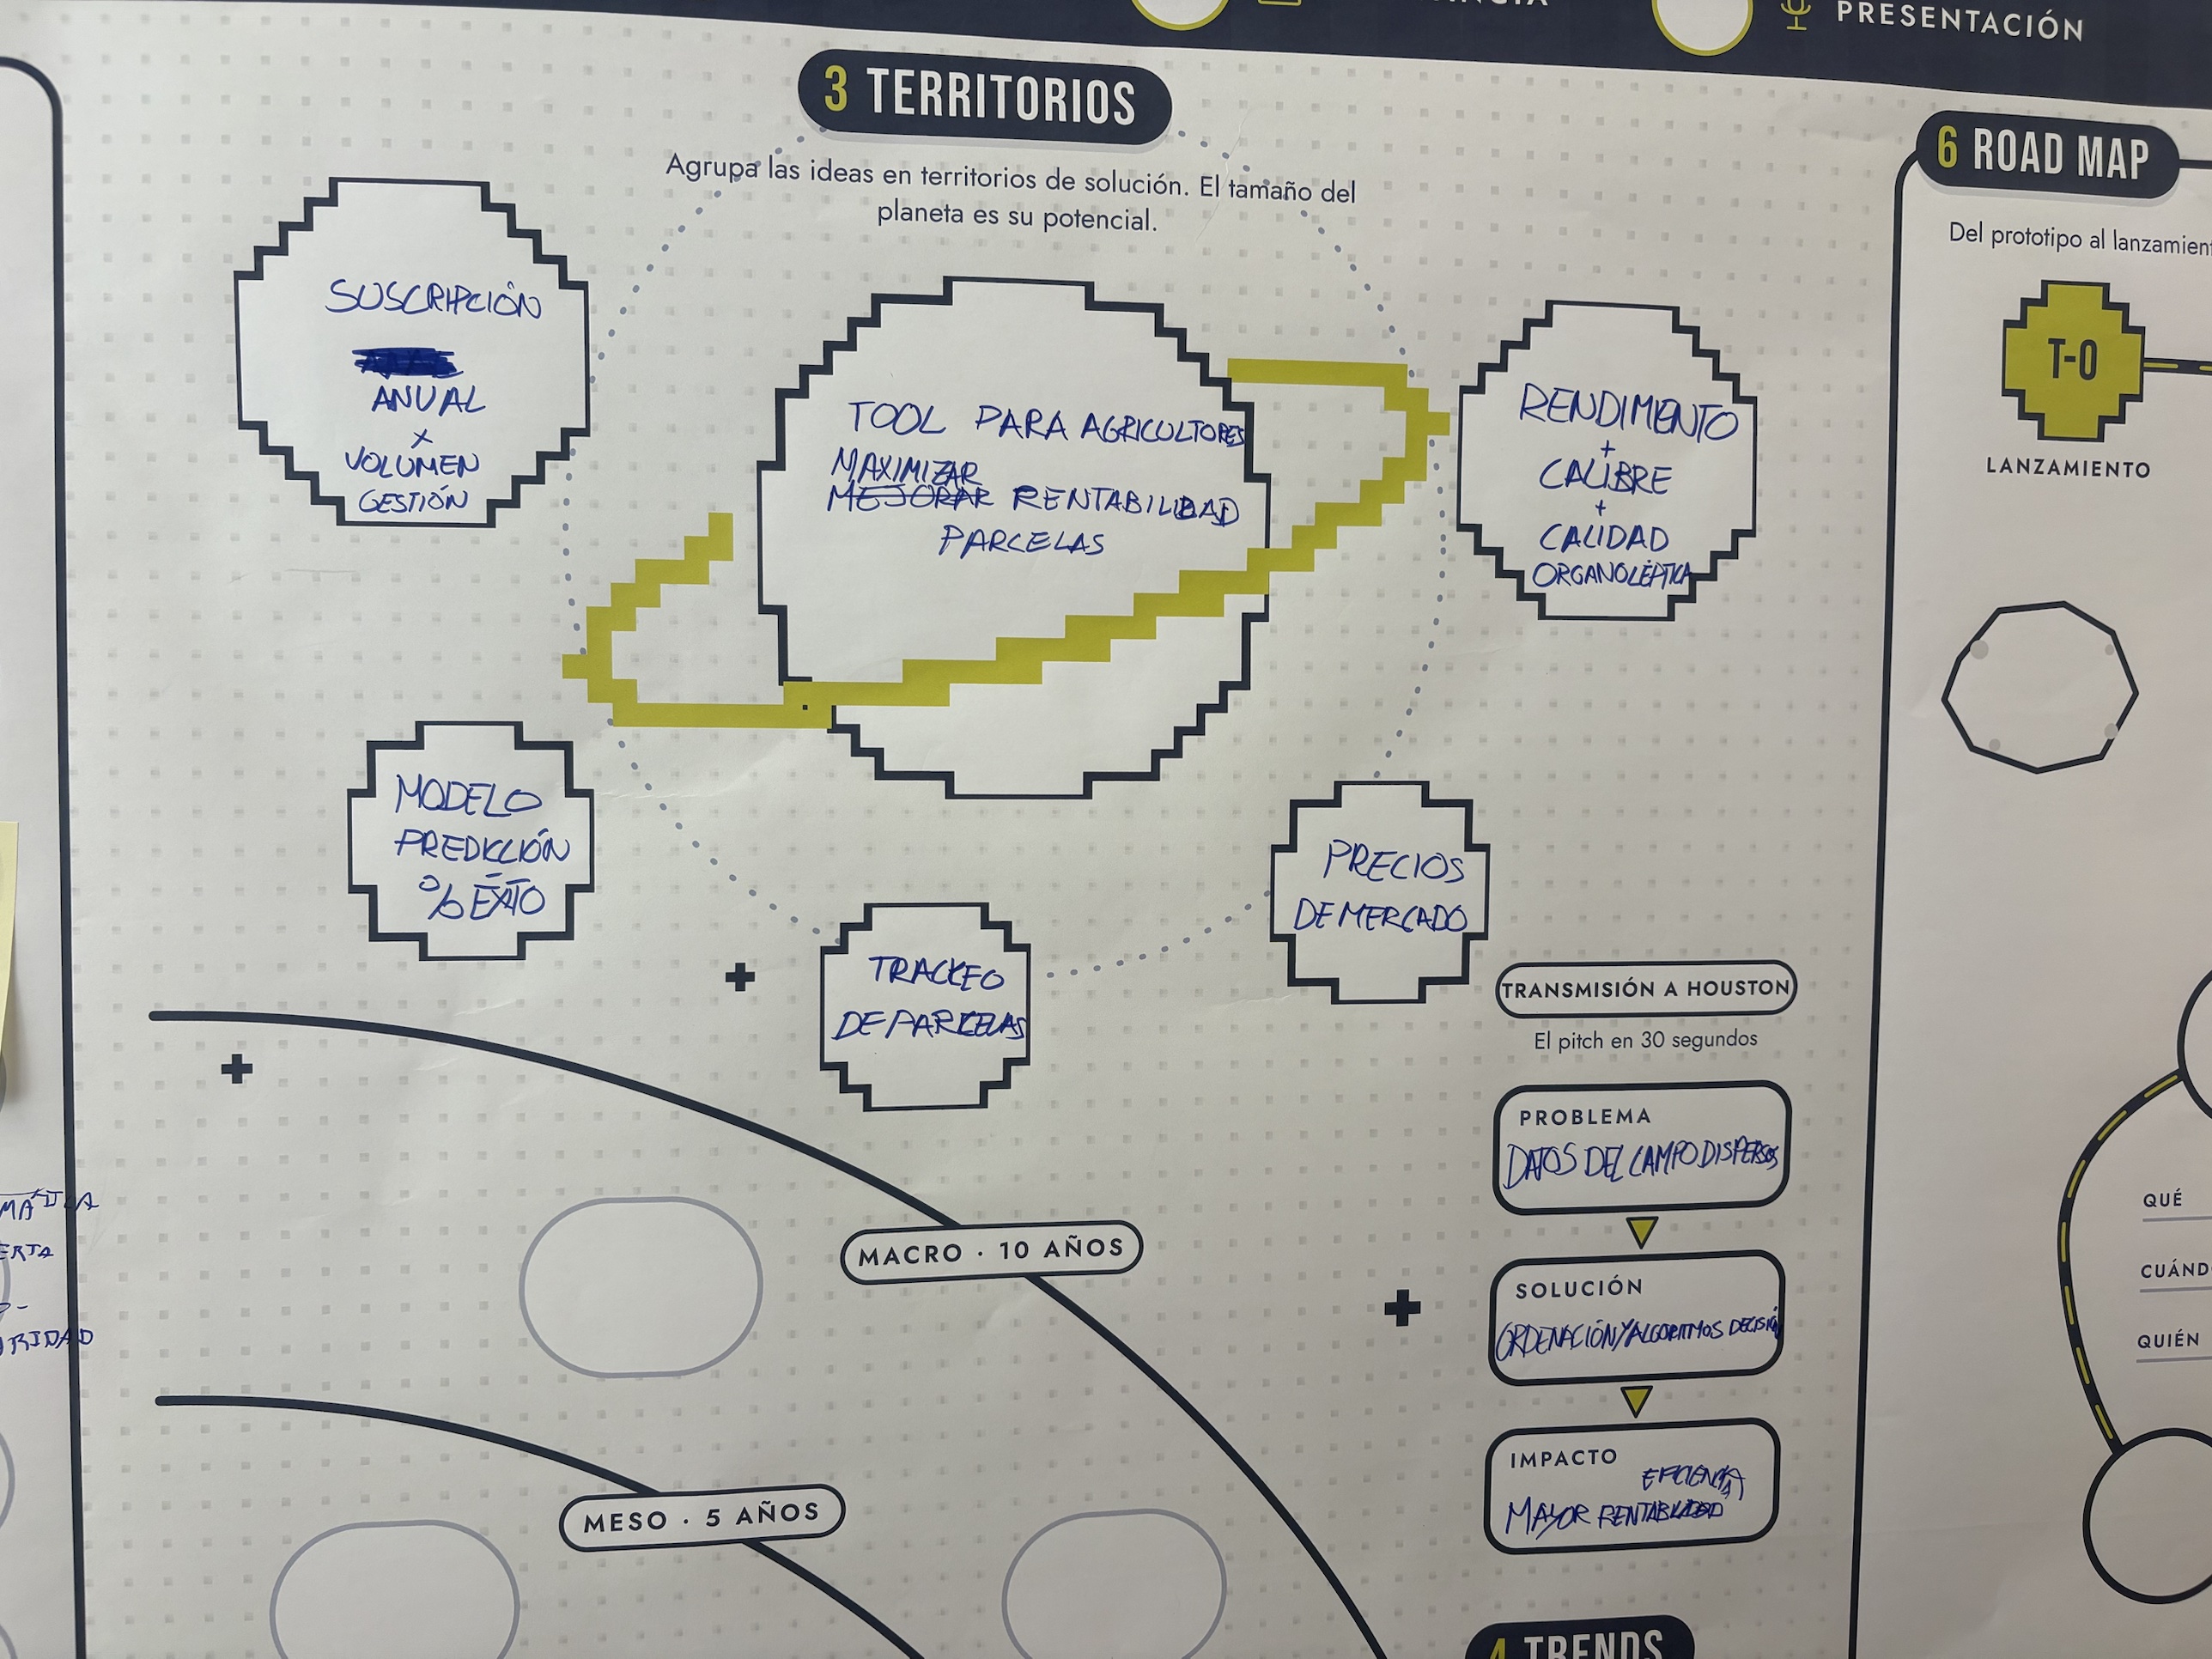 PRESENTACIÓN
3 TERRITORIOS
Agrupa las ideas en territorios de solución. El tamaño del
planeta es su potencial.
SUSCRIPCIÓN
ANUAL
x
VOLUMEN
GESTIÓN
TOOL PARA AGRICULTORES
MAXIMIZAR
MEJORAR RENTABILIDAD
PARCELAS
RENDIMIENTO
+
CALIBRE
+
CALIDAD
ORGANOLÉPTICA
MODELO
PREDICCIÓN
% ÉXITO
TRACKEO
DE PARCELAS
PRECIOS
DE MERCADO
TRANSMISIÓN A HOUSTON
El pitch en 30 segundos
PROBLEMA
DATOS DEL CAMPO DISPERSOS
SOLUCIÓN
ORDENACIÓN Y ALGORITMOS DECISIÓN
IMPACTO
EFICIENCIA
MAYOR RENTABILIDAD
MACRO · 10 AÑOS
MESO · 5 AÑOS
4 TRENDS
6 ROAD MAP
Del prototipo al lanzamien
T-0
LANZAMIENTO
QUÉ
CUÁND
QUIÉN